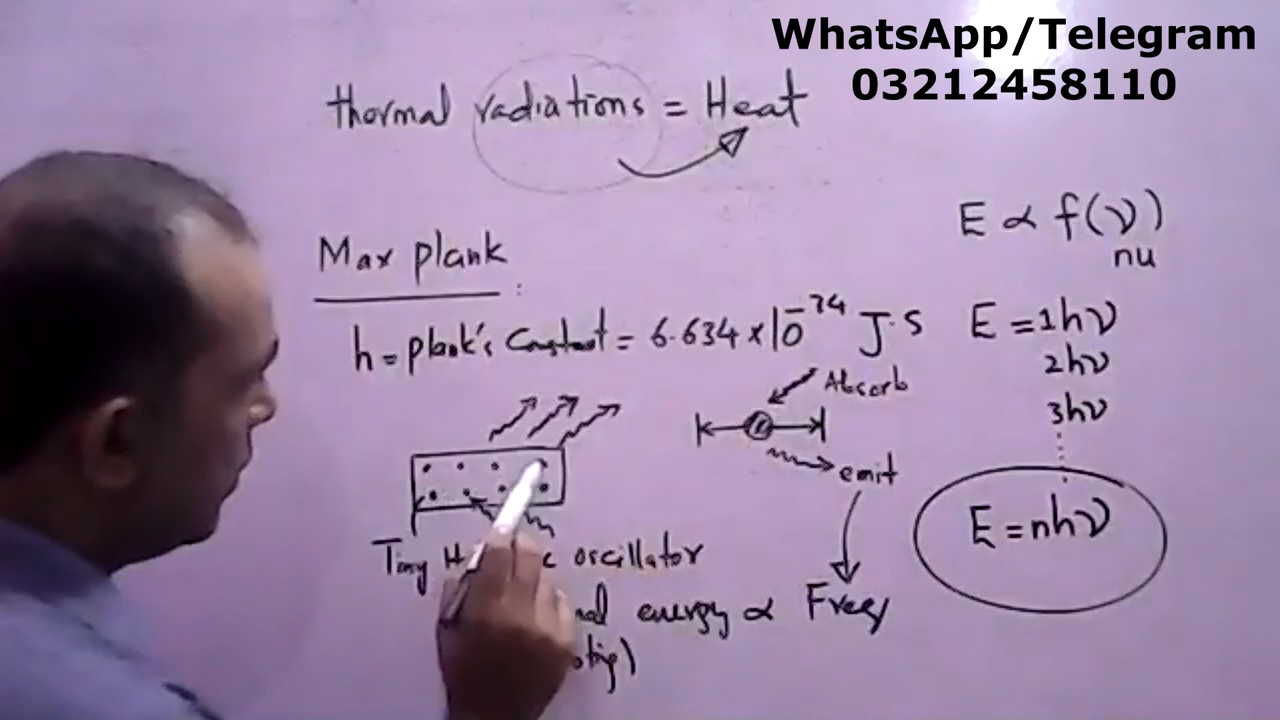 WhatsApp/Telegram
03212458110
thermal radiations = Heat
Max plank
:
h = plank's Constant = 6.634 × 10⁻³⁴ J.S
E ∝ f(ν)
nu
E = 1hν
2hν
3hν
Absorb
emit
E = nhν
Tiny oscillator
energy ∝ Freq